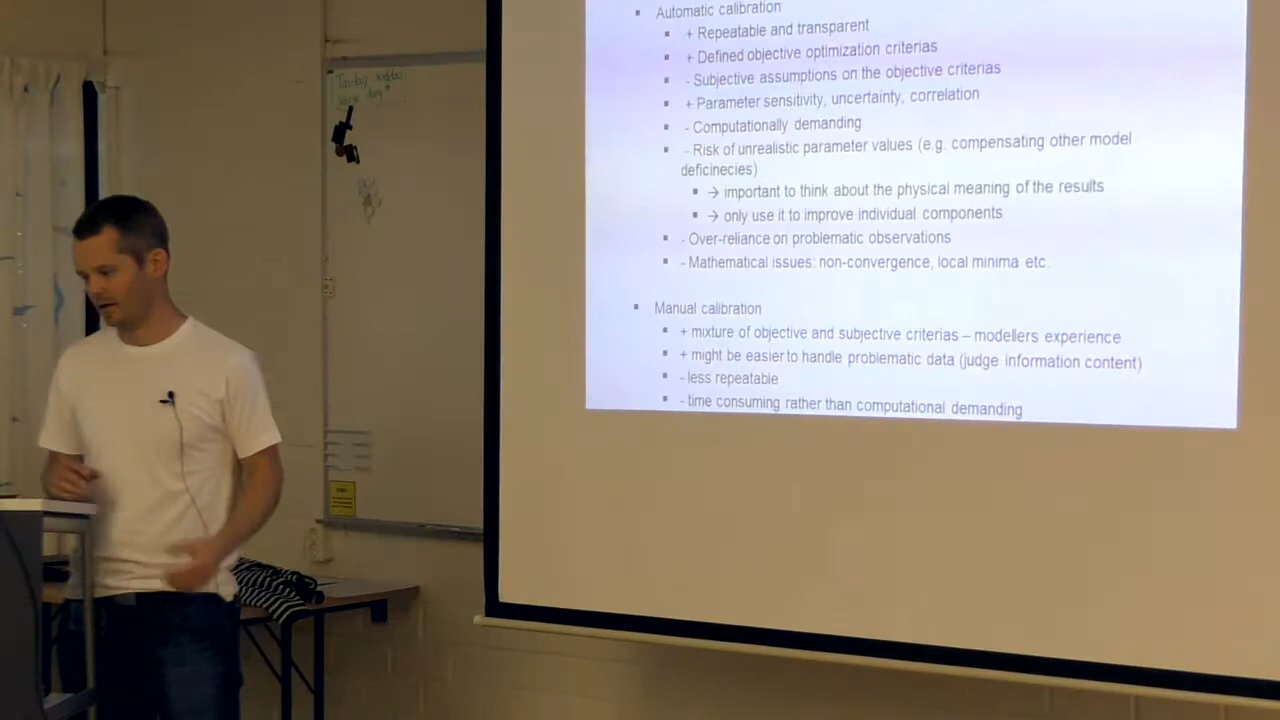 Automatic calibration
+ Repeatable and transparent
+ Defined objective optimization criterias
- Subjective assumptions on the objective criterias
+ Parameter sensitivity, uncertainty, correlation
- Computationally demanding
- Risk of unrealistic parameter values (e.g. compensating other model
deficinecies)
→ important to think about the physical meaning of the results
→ only use it to improve individual components
- Over-reliance on problematic observations
- Mathematical issues: non-convergence, local minima etc.
Manual calibration
+ mixture of objective and subjective criterias – modellers experience
+ might be easier to handle problematic data (judge information content)
- less repeatable
- time consuming rather than computational demanding